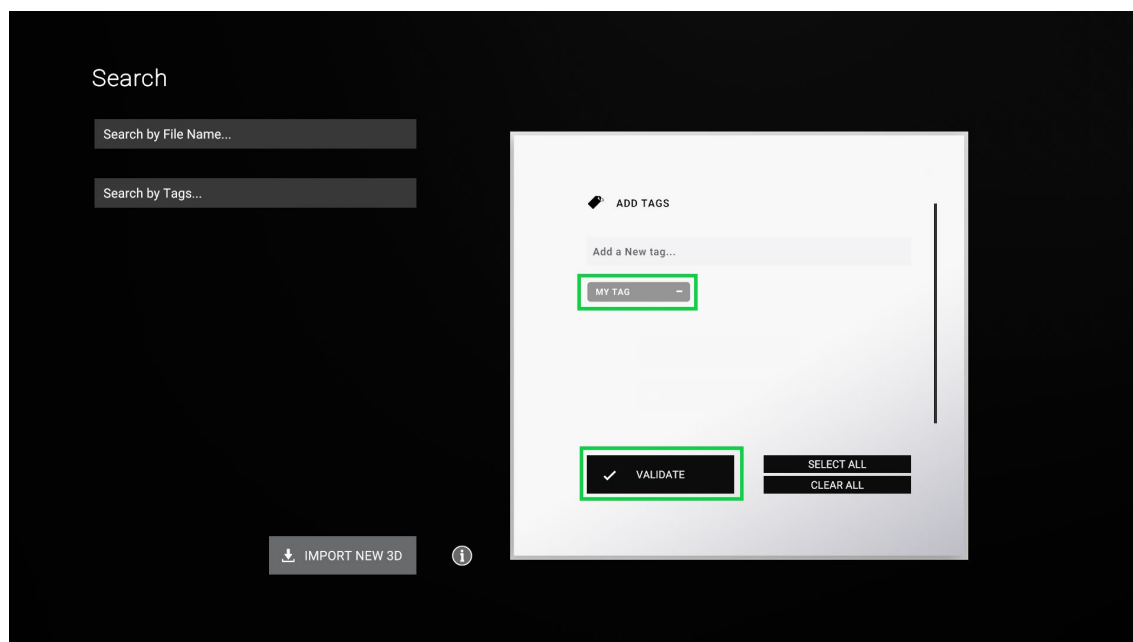 Search
Search by File Name...
Search by Tags...
ADD TAGS
Add a New tag...
MY TAG
VALIDATE
SELECT ALL
CLEAR ALL
IMPORT NEW 3D